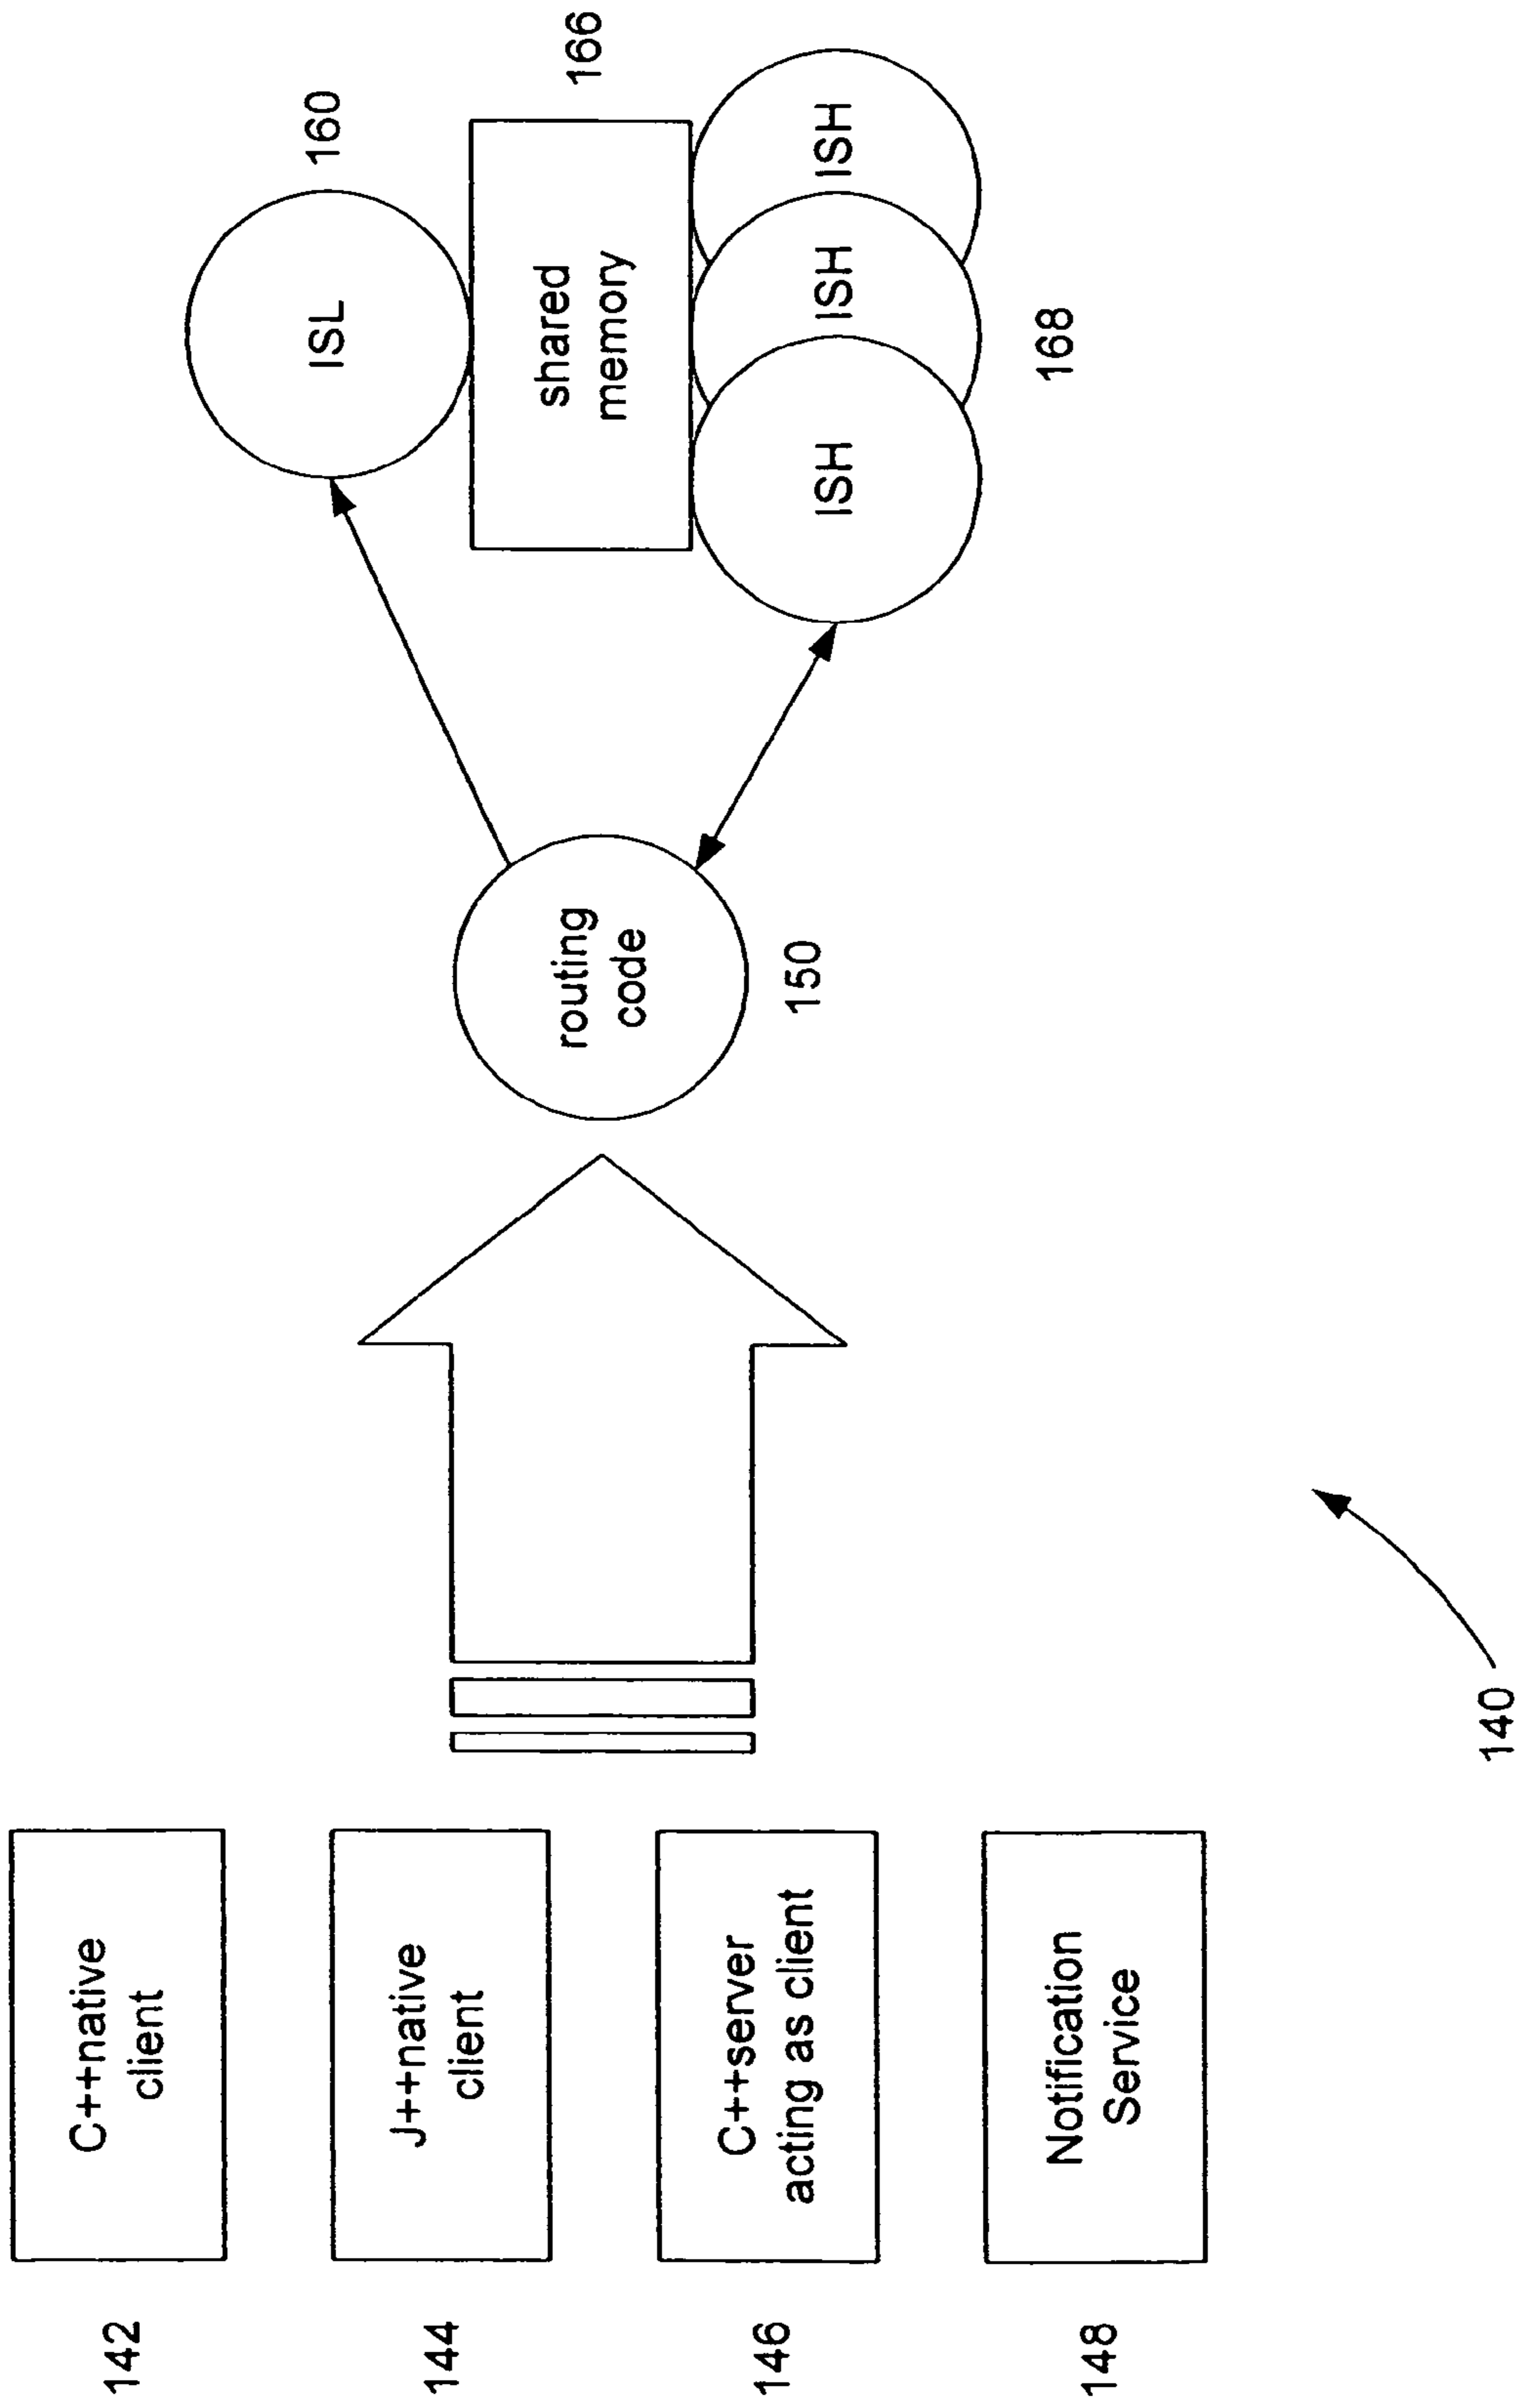 142
C++native
client
144
J++native
client
146
C++server
acting as client
148
Notification
Service
140
routing
code
150
ISL
160
shared
memory
166
ISH
ISH
ISH
168